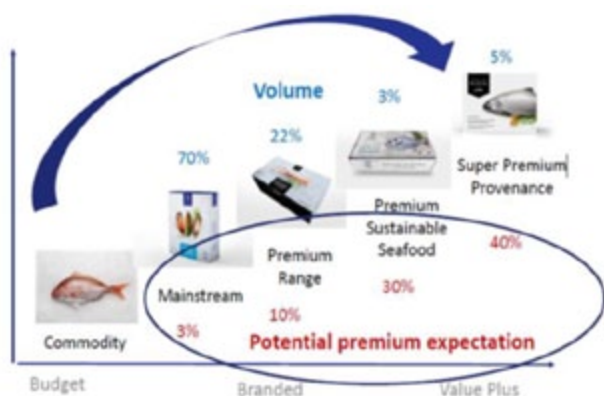 5%
Volume
3%
22%
70%
Super Premium
Provenance
Premium
Sustainable
Seafood
40%
Premium
Range
30%
Mainstream
10%
Commodity
3%
Potential premium expectation
Budget
Branded
Value Plus